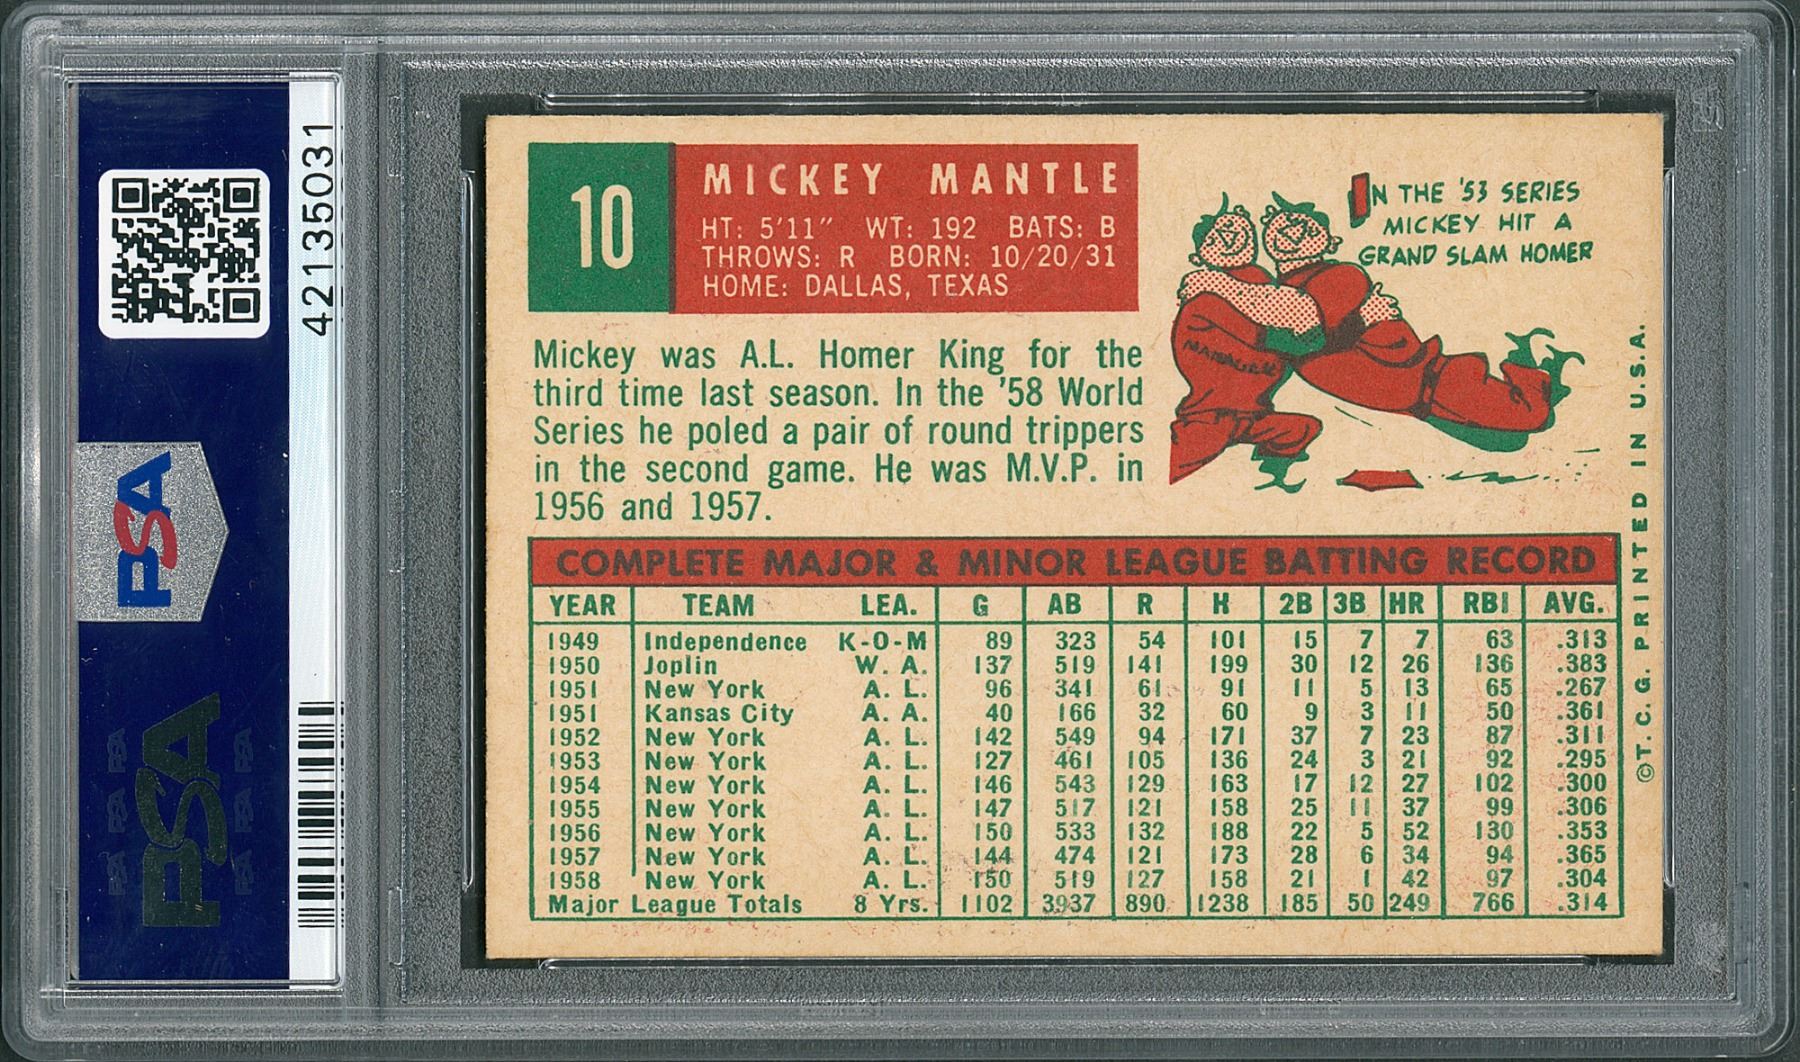 42135031
PSA
PSA
10
MICKEY MANTLE
HT: 5'11" WT: 192 BATS: B
THROWS: R BORN: 10/20/31
HOME: DALLAS, TEXAS
IN THE '53 SERIES
MICKEY HIT A
GRAND SLAM HOMER
MANAGER
Mickey was A.L. Homer King for the
third time last season. In the '58 World
Series he poled a pair of round trippers
in the second game. He was M.V.P. in
1956 and 1957.
COMPLETE MAJOR & MINOR LEAGUE BATTING RECORD
YEAR TEAM LEA. G AB R H 2B 3B HR RBI AVG.
1949 Independence K-O-M 89 323 54 101 15 7 7 63 .313
1950 Joplin W. A. 137 519 141 199 30 12 26 136 .383
1951 New York A. L. 96 341 61 91 11 5 13 65 .267
1951 Kansas City A. A. 40 166 32 60 9 3 11 50 .361
1952 New York A. L. 142 549 94 171 37 7 23 87 .311
1953 New York A. L. 127 461 105 136 24 3 21 92 .295
1954 New York A. L. 146 543 129 163 17 12 27 102 .300
1955 New York A. L. 147 517 121 158 25 11 37 99 .306
1956 New York A. L. 150 533 132 188 22 5 52 130 .353
1957 New York A. L. 144 474 121 173 28 6 34 94 .365
1958 New York A. L. 150 519 127 158 21 1 42 97 .304
Major League Totals 8 Yrs. 1102 3937 890 1238 185 50 249 766 .314
©T. C. G. PRINTED IN U.S.A.